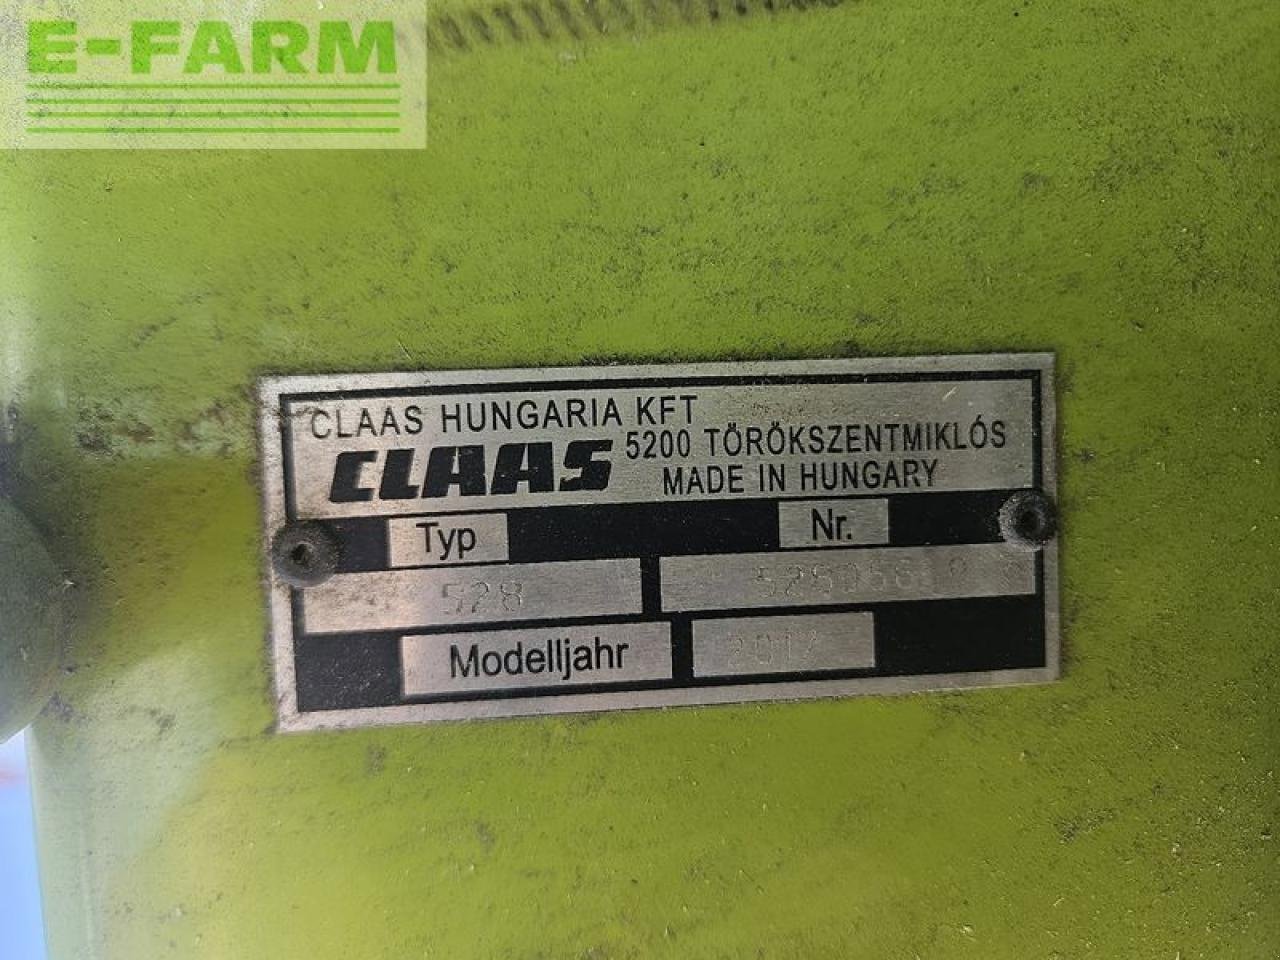 E-FARM
CLAAS HUNGARIA KFT
CLAAS 5200 TÖRÖKSZENTMIKLÓS
MADE IN HUNGARY
Typ Nr.
528
Modelljahr